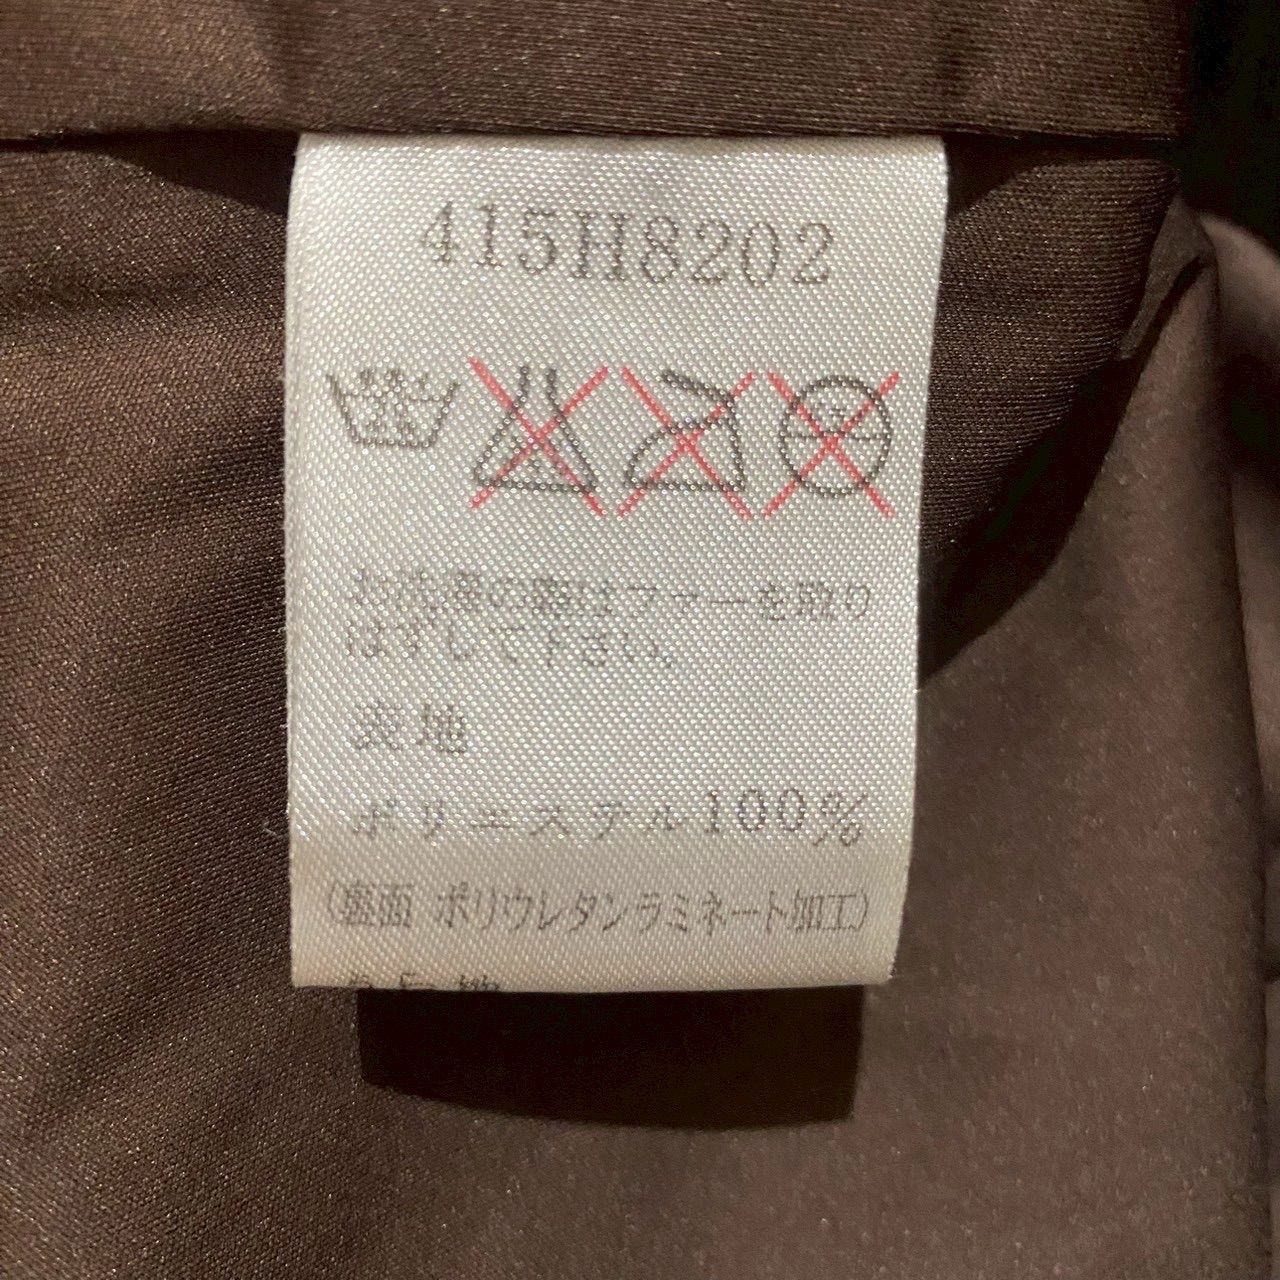 415H8202
お洗濯の際はファーを取り
はずして下さい。
表地
ポリエステル100%
(裏面 ポリウレタンラミネート加工)